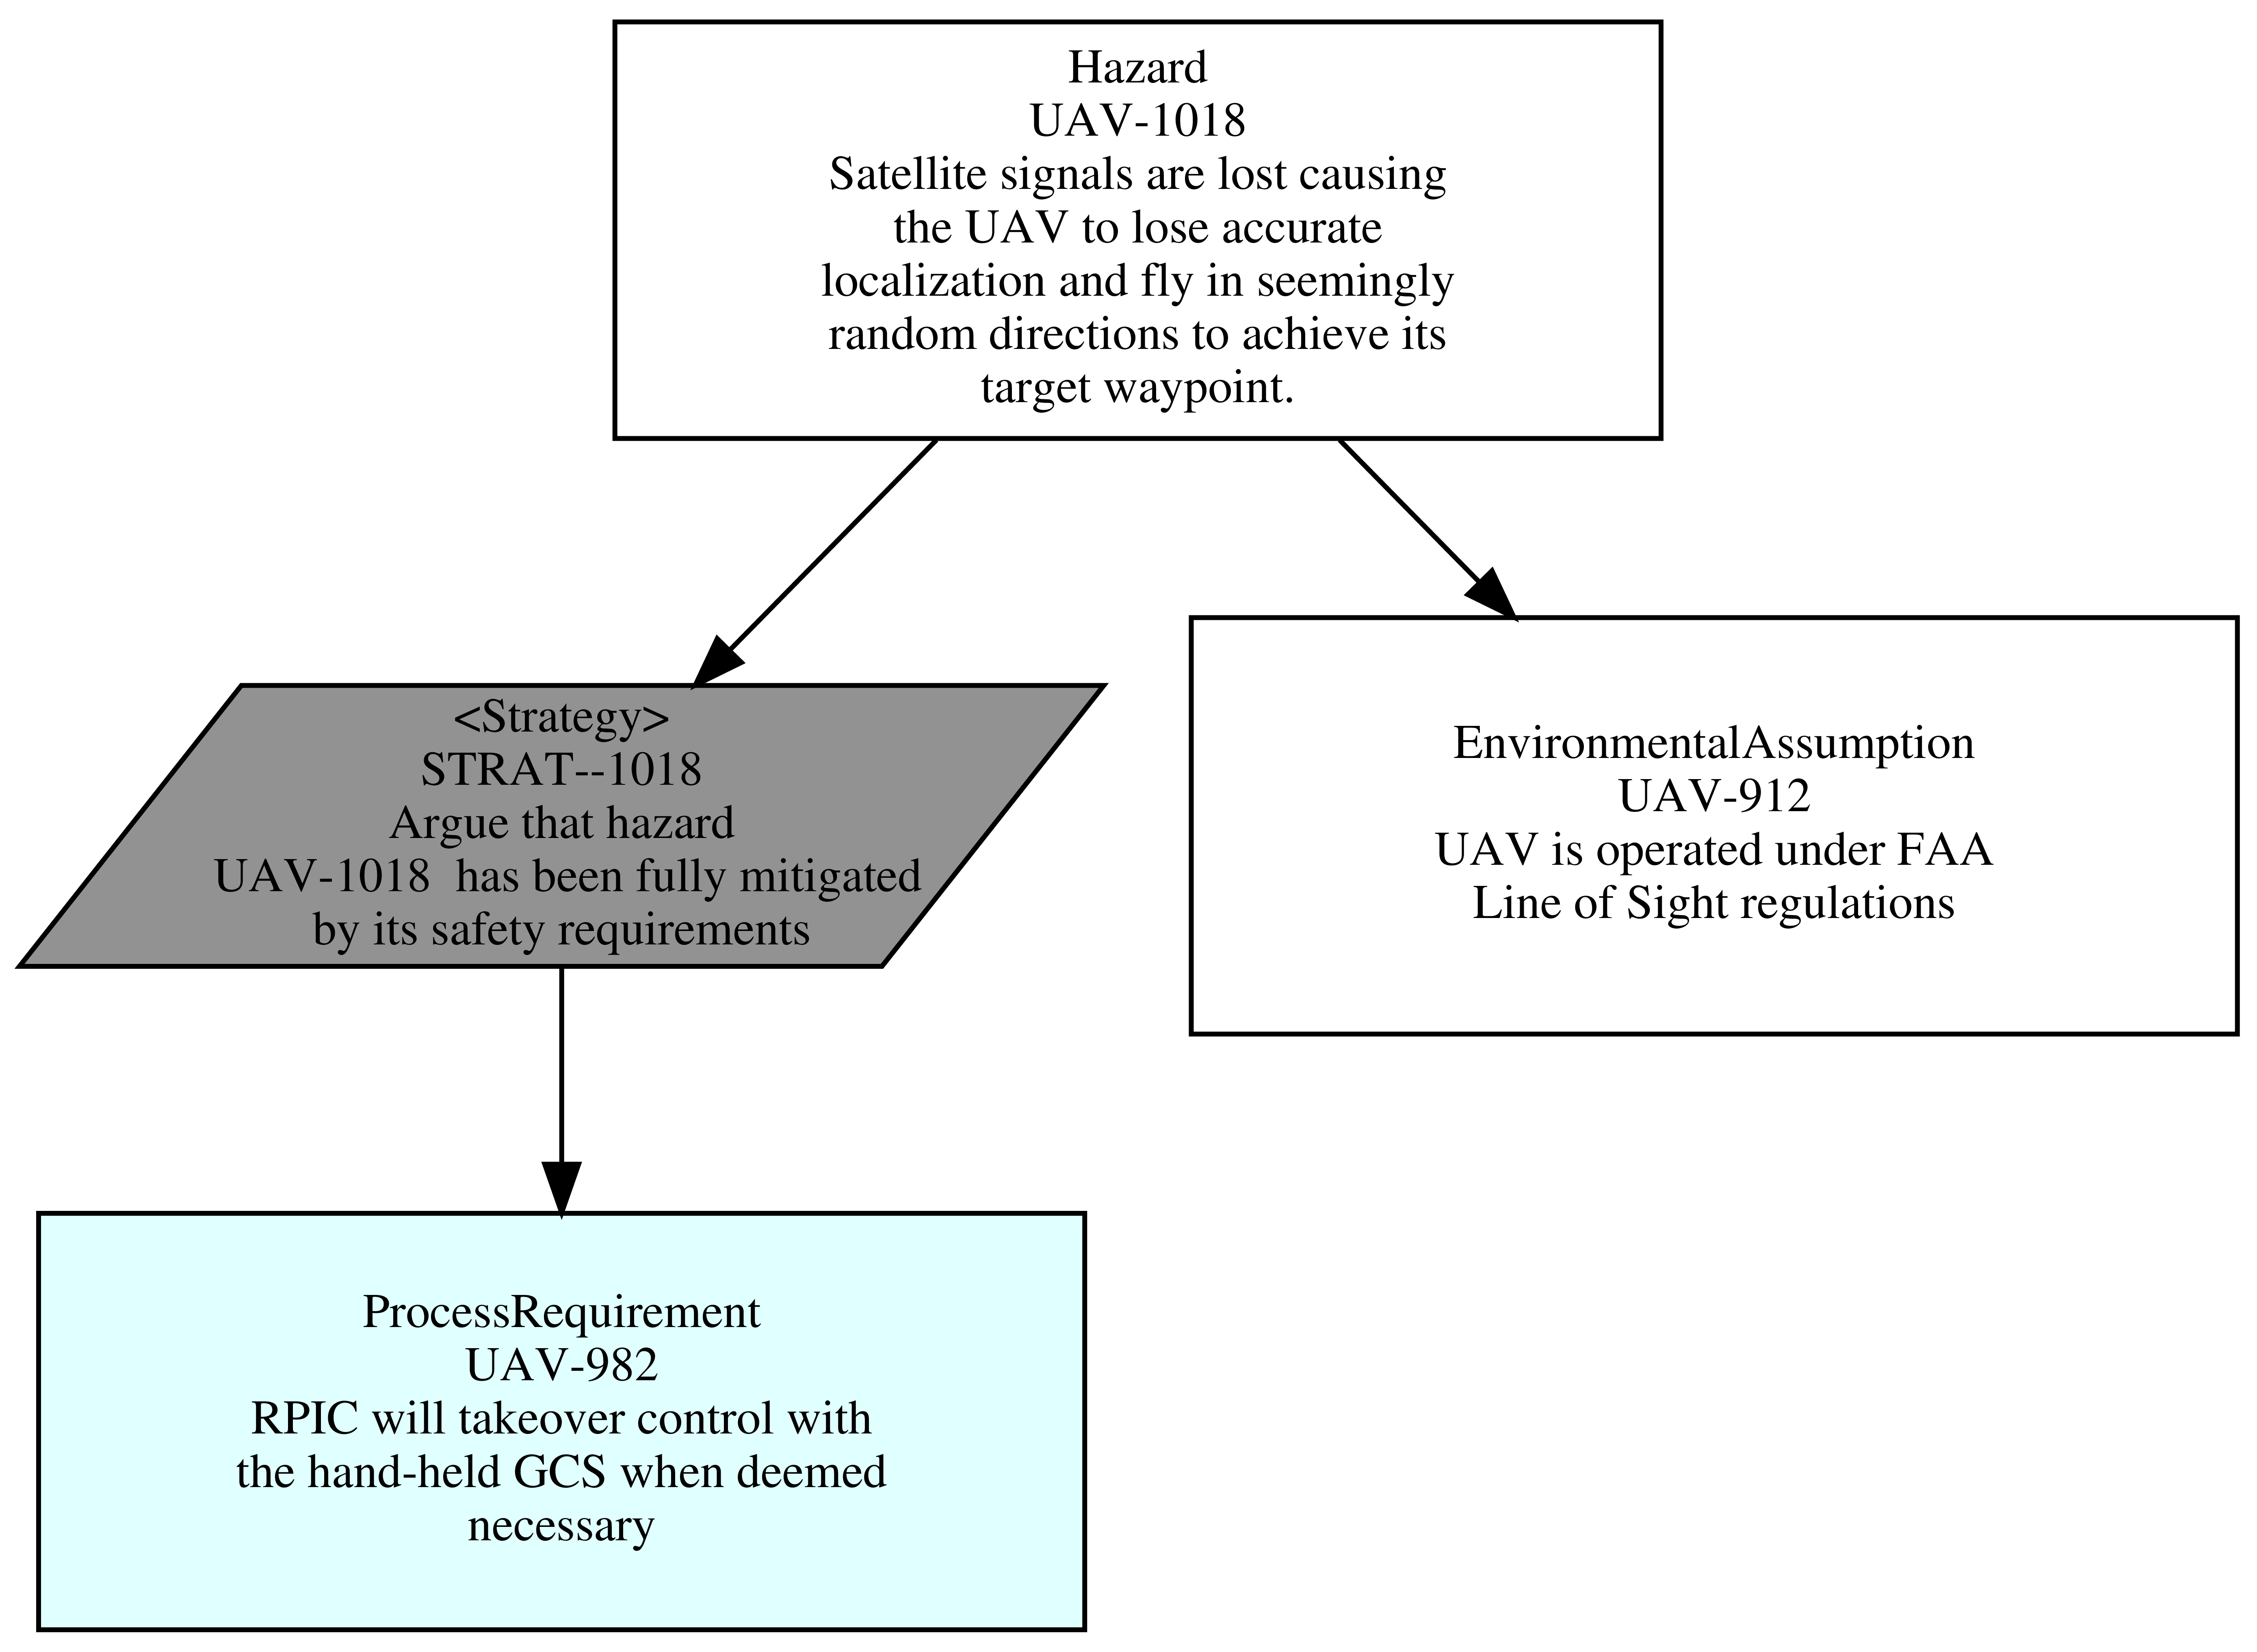 Hazard
UAV-1018
Satellite signals are lost causing
the UAV to lose accurate
localization and fly in seemingly
random directions to achieve its
target waypoint.
<Strategy>
STRAT--1018
Argue that hazard
UAV-1018  has been fully mitigated
by its safety requirements
EnvironmentalAssumption
UAV-912
UAV is operated under FAA
Line of Sight regulations
ProcessRequirement
UAV-982
RPIC will takeover control with
the hand-held GCS when deemed
necessary